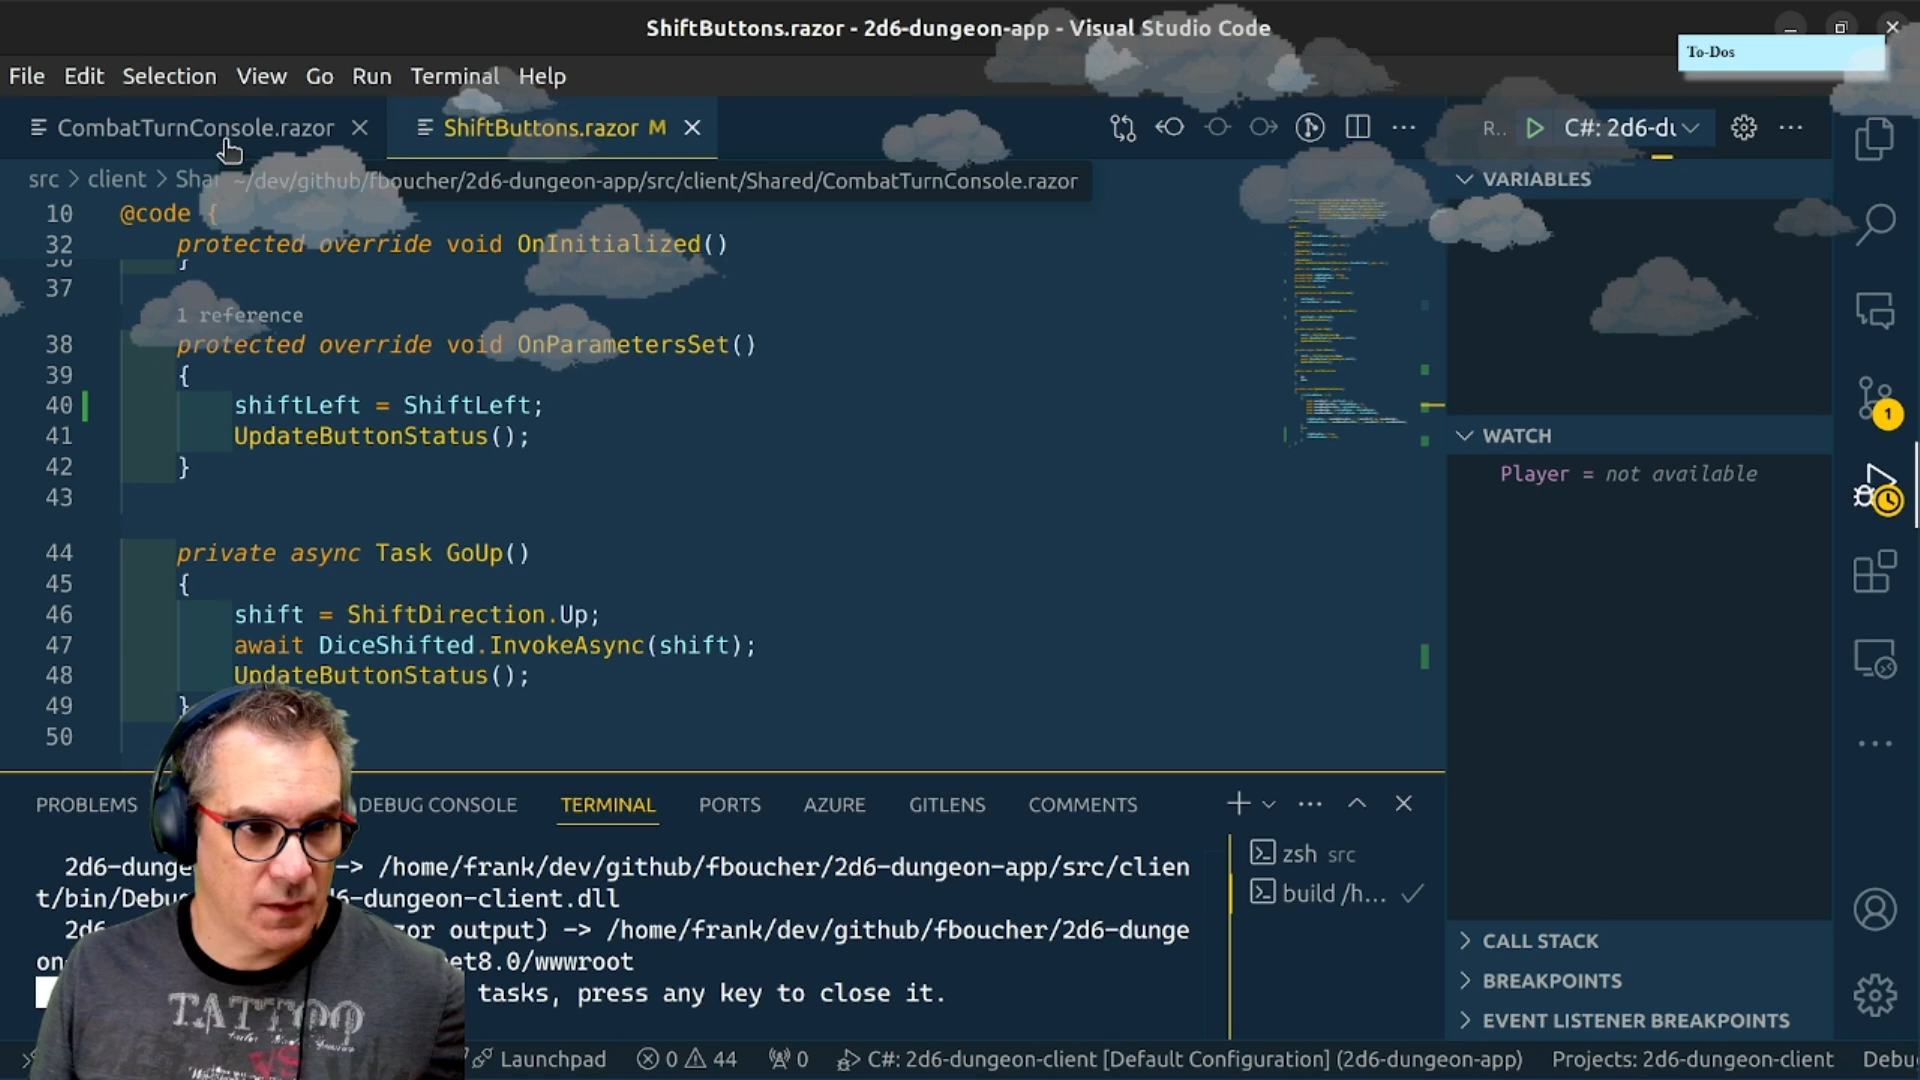 ShiftButtons.razor - 2d6-dungeon-app - Visual Studio Code
To-Dos
File Edit Selection View Go Run Terminal Help
CombatTurnConsole.razor
ShiftButtons.razor M
R.. C#: 2d6-du
src > client > Shar
~/dev/github/fboucher/2d6-dungeon-app/src/client/Shared/CombatTurnConsole.razor
10 @code {
32 protected override void OnInitialized()
36 }
37
1 reference
38 protected override void OnParametersSet()
39 {
40 shiftLeft = ShiftLeft;
41 UpdateButtonStatus();
42 }
43
44 private async Task GoUp()
45 {
46 shift = ShiftDirection.Up;
47 await DiceShifted.InvokeAsync(shift);
48 UpdateButtonStatus();
49 }
50
VARIABLES
WATCH
Player = not available
CALL STACK
BREAKPOINTS
EVENT LISTENER BREAKPOINTS
1
PROBLEMS
DEBUG CONSOLE
TERMINAL
PORTS
AZURE
GITLENS
COMMENTS
2d6-dunge -> /home/frank/dev/github/fboucher/2d6-dungeon-app/src/clien
t/bin/Debu 6-dungeon-client.dll
2d6 zor output) -> /home/frank/dev/github/fboucher/2d6-dunge
on et8.0/wwwroot
tasks, press any key to close it.
zsh src
build /h...
TATTOO
Launchpad
0 44
0
C#: 2d6-dungeon-client [Default Configuration] (2d6-dungeon-app)
Projects: 2d6-dungeon-client
Debu